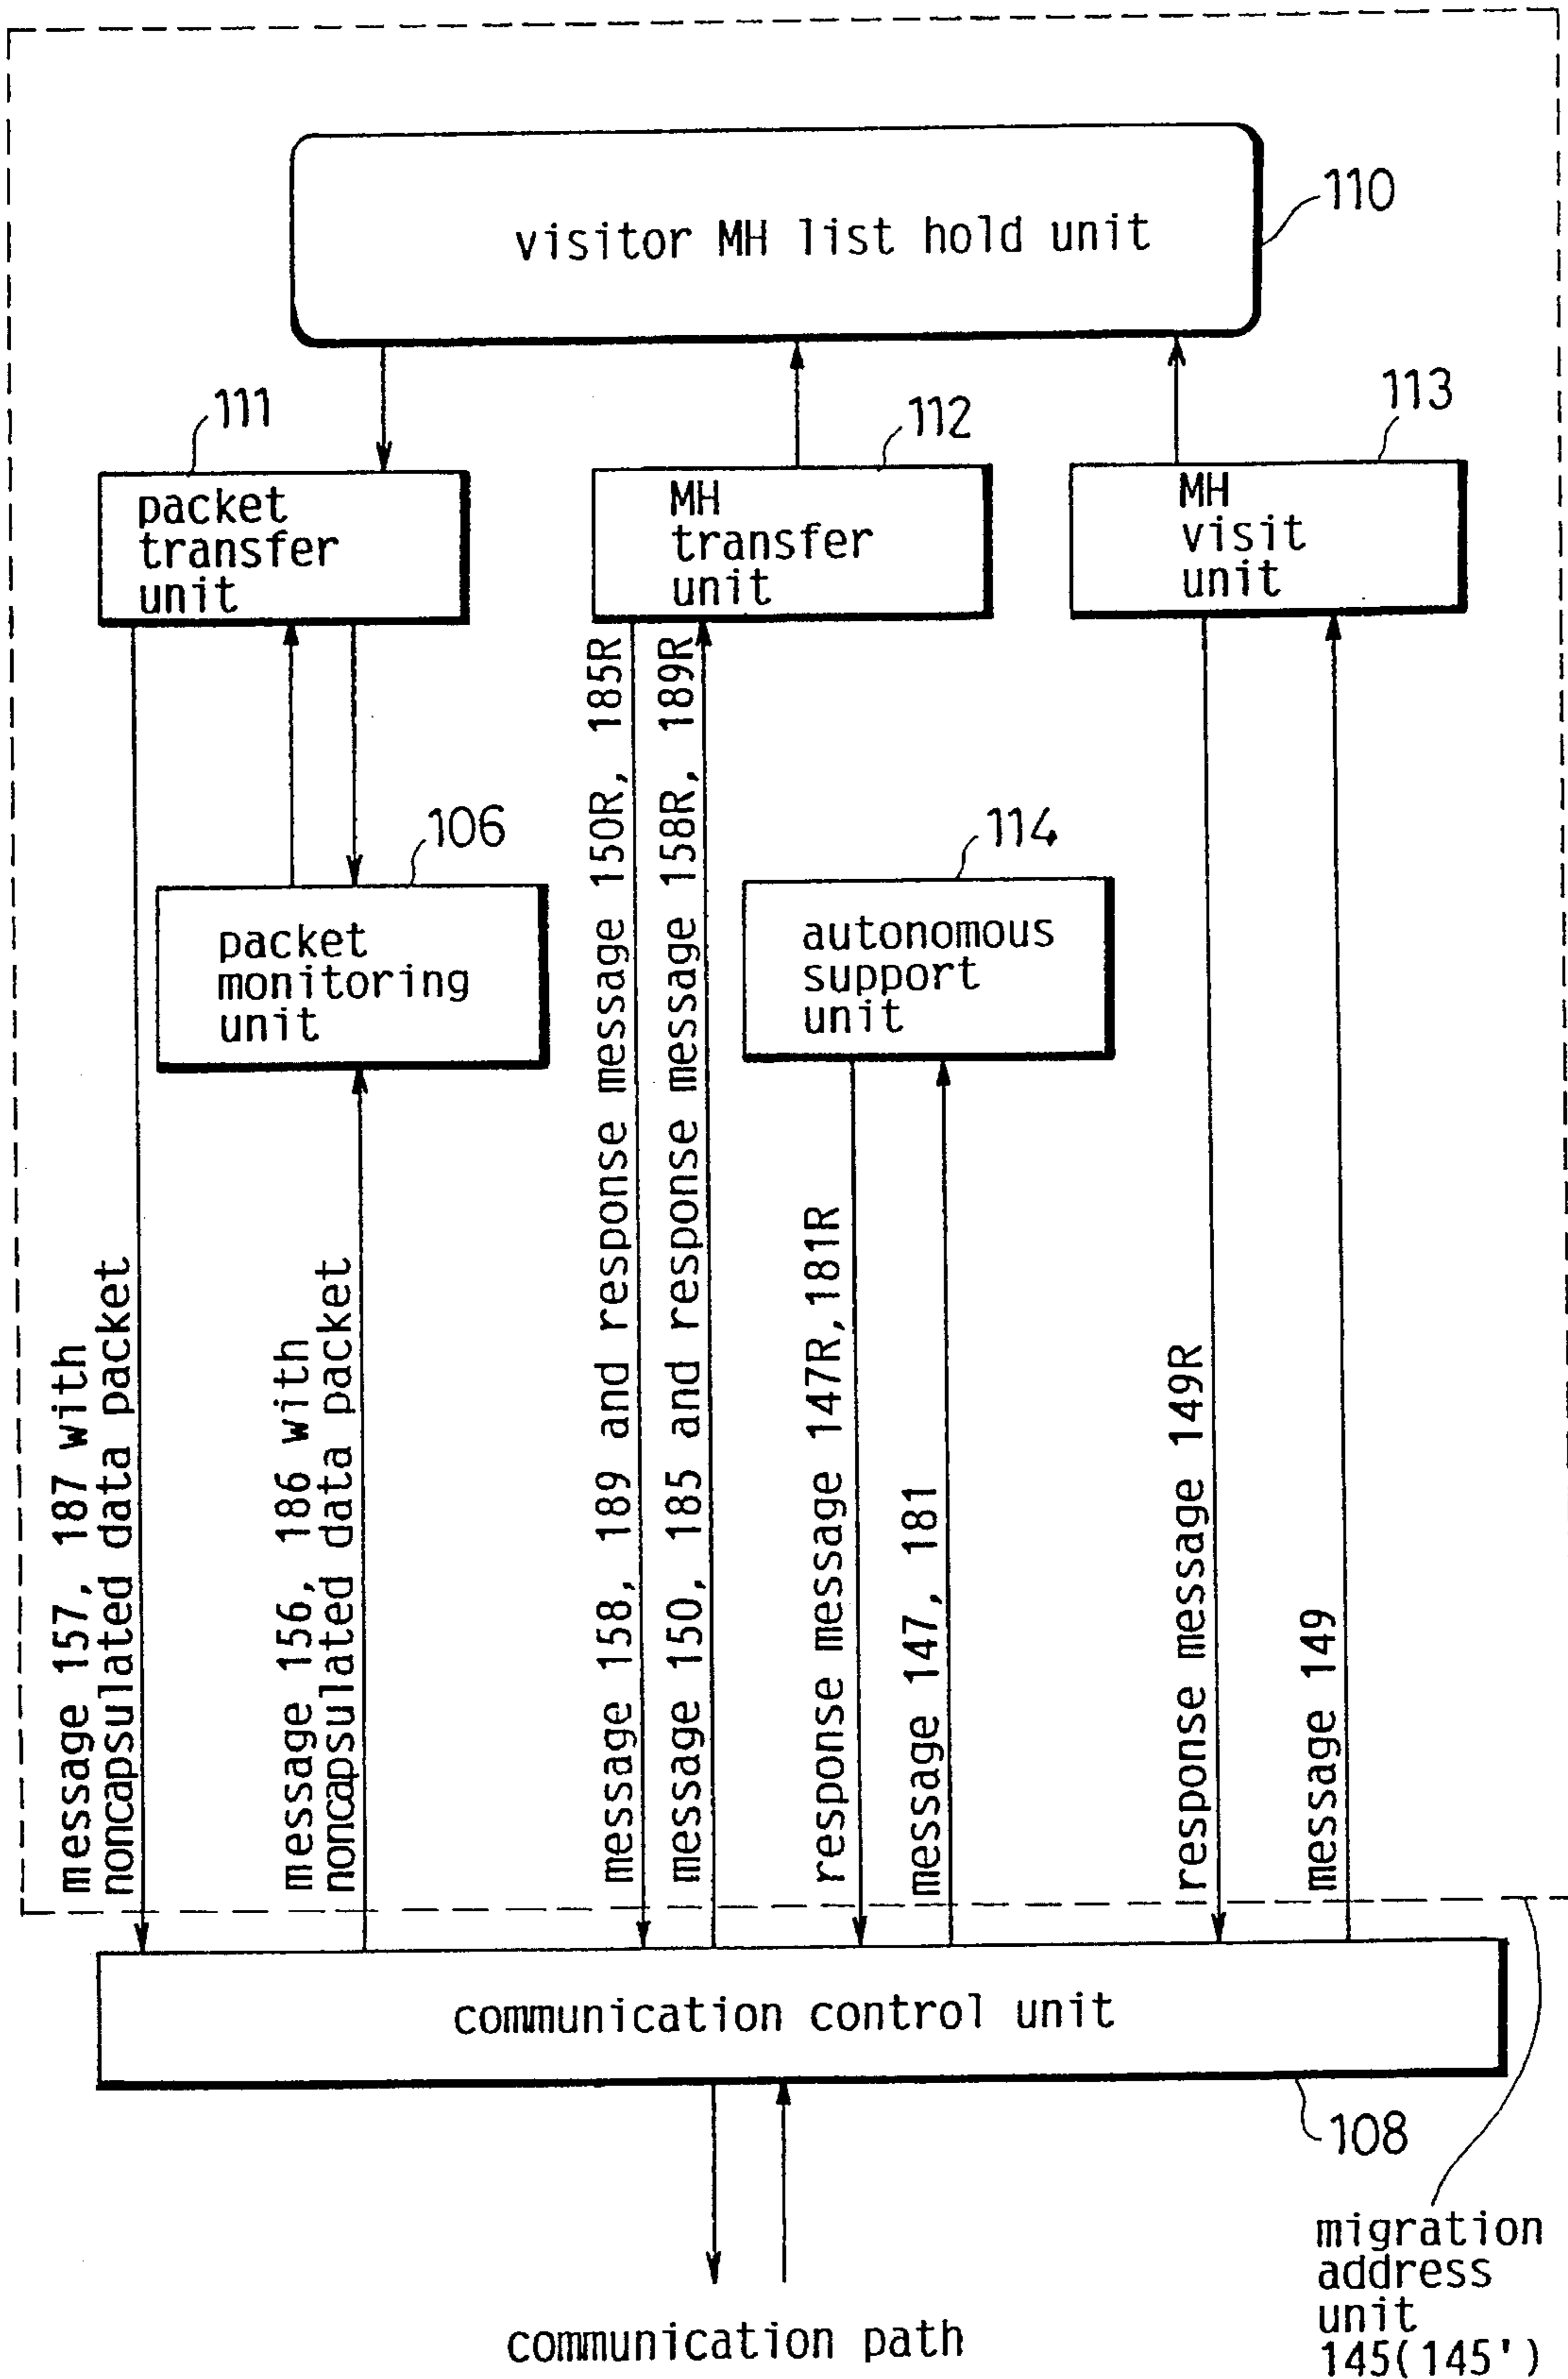 visitor MH list hold unit
110
111
112
113
packet
transfer
unit
MH
transfer
unit
MH
visit
unit
106
114
packet
monitoring
unit
autonomous
support
unit
message 157, 187 with
noncapsulated data packet
message 156, 186 with
noncapsulated data packet
message 158, 189 and response message 150R, 185R
message 150, 185 and response message 158R, 189R
response message 147R,181R
message 147, 181
response message 149R
message 149
communication control unit
108
communication path
migration
address
unit
145(145')